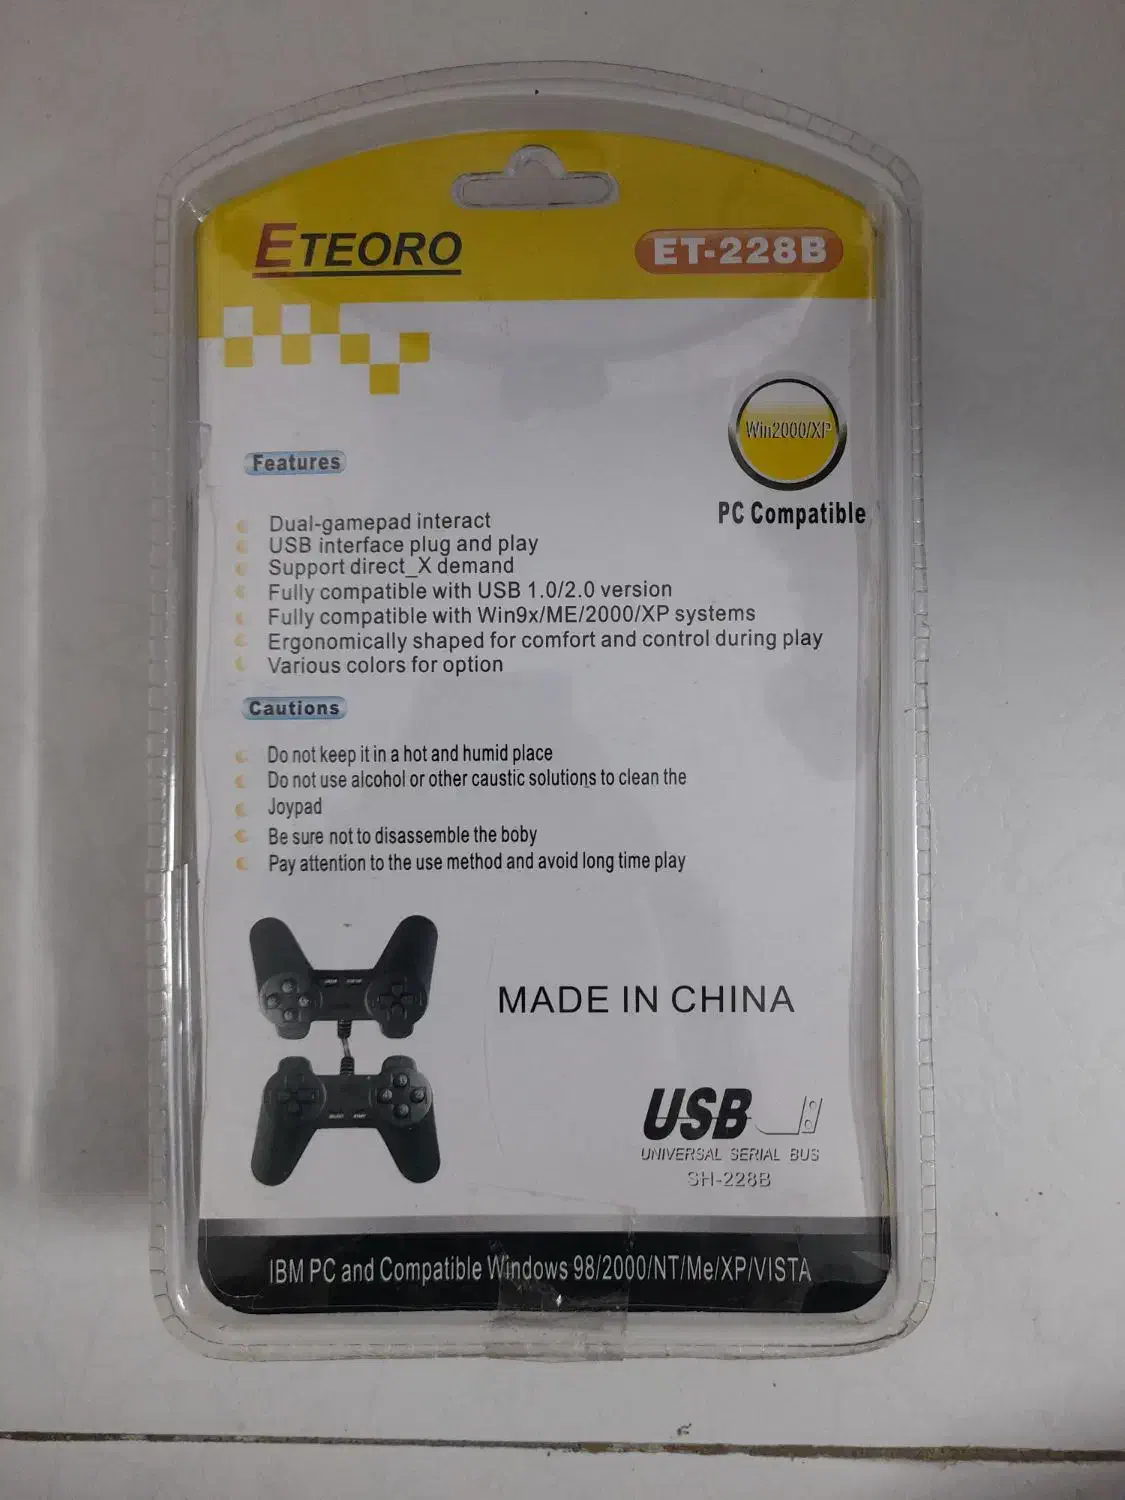 ETEORO
ET-228B
Win2000/XP
PC Compatible
Features
Dual-gamepad interact
USB interface plug and play
Support direct_X demand
Fully compatible with USB 1.0/2.0 version
Fully compatible with Win9x/ME/2000/XP systems
Ergonomically shaped for comfort and control during play
Various colors for option
Cautions
Do not keep it in a hot and humid place
Do not use alcohol or other caustic solutions to clean the
Joypad
Be sure not to disassemble the boby
Pay attention to the use method and avoid long time play
MADE IN CHINA
USB
UNIVERSAL SERIAL BUS
SH-228B
IBM PC and Compatible Windows 98/2000/NT/Me/XP/VISTA